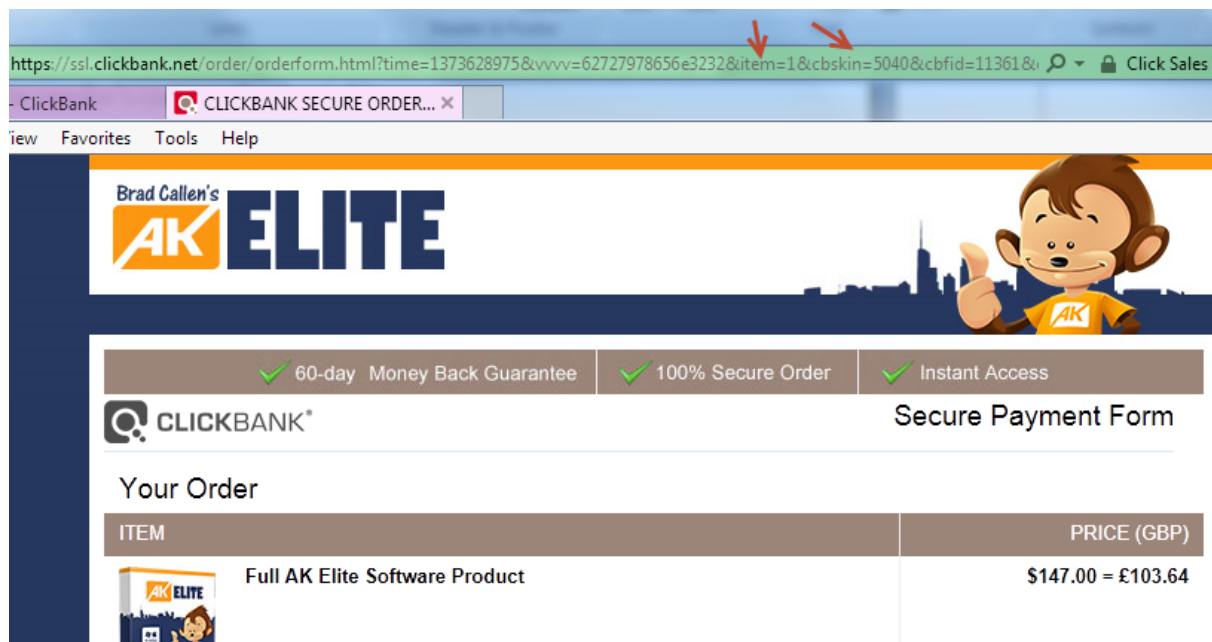 https://ssl.clickbank.net/order/orderform.html?time=1373628975&vvvv=62727978656e3232&item=1&cbskin=5040&cbfid=11361& Click Sales
- ClickBank CLICKBANK SECURE ORDER...
Favorites Tools Help
Brad Callen's
AK ELITE
AK
60-day Money Back Guarantee 100% Secure Order Instant Access
CLICKBANK® Secure Payment Form
Your Order
ITEM PRICE (GBP)
Full AK Elite Software Product $147.00 = £103.64
AK ELITE